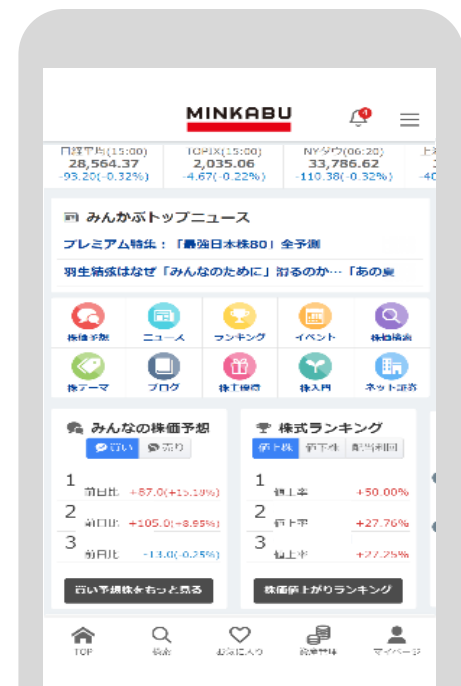 MINKABU
日経平均(15:00) TOPIX(15:00) NYダウ(06:20) 上
28,564.37 2,035.06 33,786.62
-93.20(-0.32%) -4.67(-0.22%) -110.38(-0.32%) -40
みんかぶトップニュース
プレミアム特集：「最強日本株80」全予測
羽生結弦はなぜ「みんなのために」滑るのか…「あの夏
株価予想 ニュース ランキング イベント 株価検索
株テーマ ブログ 株主優待 株入門 ネット証券
みんなの株価予想
買い 売り
1
前日比 +87.0(+15.19%)
2
前日比 +105.0(+8.95%)
3
前日比 -13.0(-0.25%)
買い予想株をもっと見る
株式ランキング
値上株 値下株 配当利回
1
値上率 +50.00%
2
値上率 +27.76%
3
値上率 +27.25%
株価値上がりランキング
TOP 検索 お気に入り 資産管理 マイページ